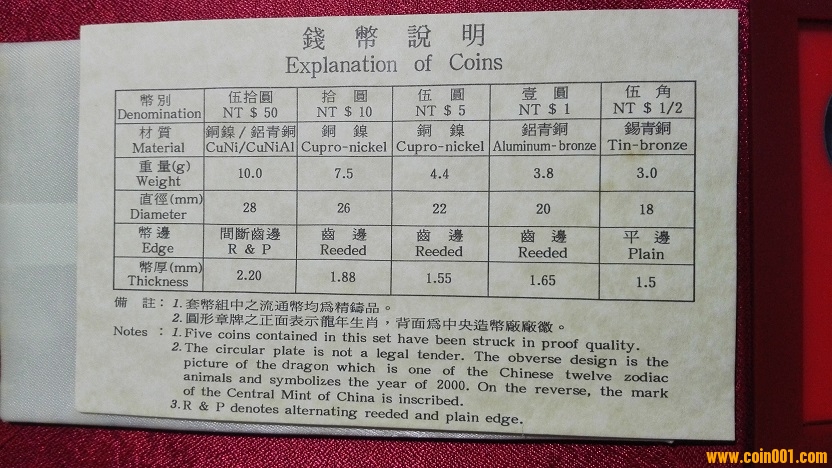 錢幣說明
Explanation of Coins
幣別 伍拾圓 拾圓 伍圓 壹圓 伍角
Denomination NT $ 50 NT $ 10 NT $ 5 NT $ 1 NT $ 1/2
材質 銅鎳/鋁青銅 銅鎳 銅鎳 鋁青銅 錫青銅
Material CuNi/CuNiAl Cupro-nickel Cupro-nickel Aluminum-bronze Tin-bronze
重量(g)
Weight 10.0 7.5 4.4 3.8 3.0
直徑(mm)
Diameter 28 26 22 20 18
幣邊 間斷齒邊 齒邊 齒邊 齒邊 平邊
Edge R & P Reeded Reeded Reeded Plain
幣厚(mm)
Thickness 2.20 1.88 1.55 1.65 1.5
備註：1.套幣組中之流通幣均爲精鑄品。
2.圓形章牌之正面表示龍年生肖，背面爲中央造幣廠廠徽。
Notes : 1.Five coins contained in this set have been struck in proof quality.
2.The circular plate is not a legal tender. The obverse design is the
picture of the dragon which is one of the Chinese twelve zodiac
animals and symbolizes the year of 2000. On the reverse, the mark
of the Central Mint of China is inscribed.
3.R & P denotes alternating reeded and plain edge.
www.coin001.com